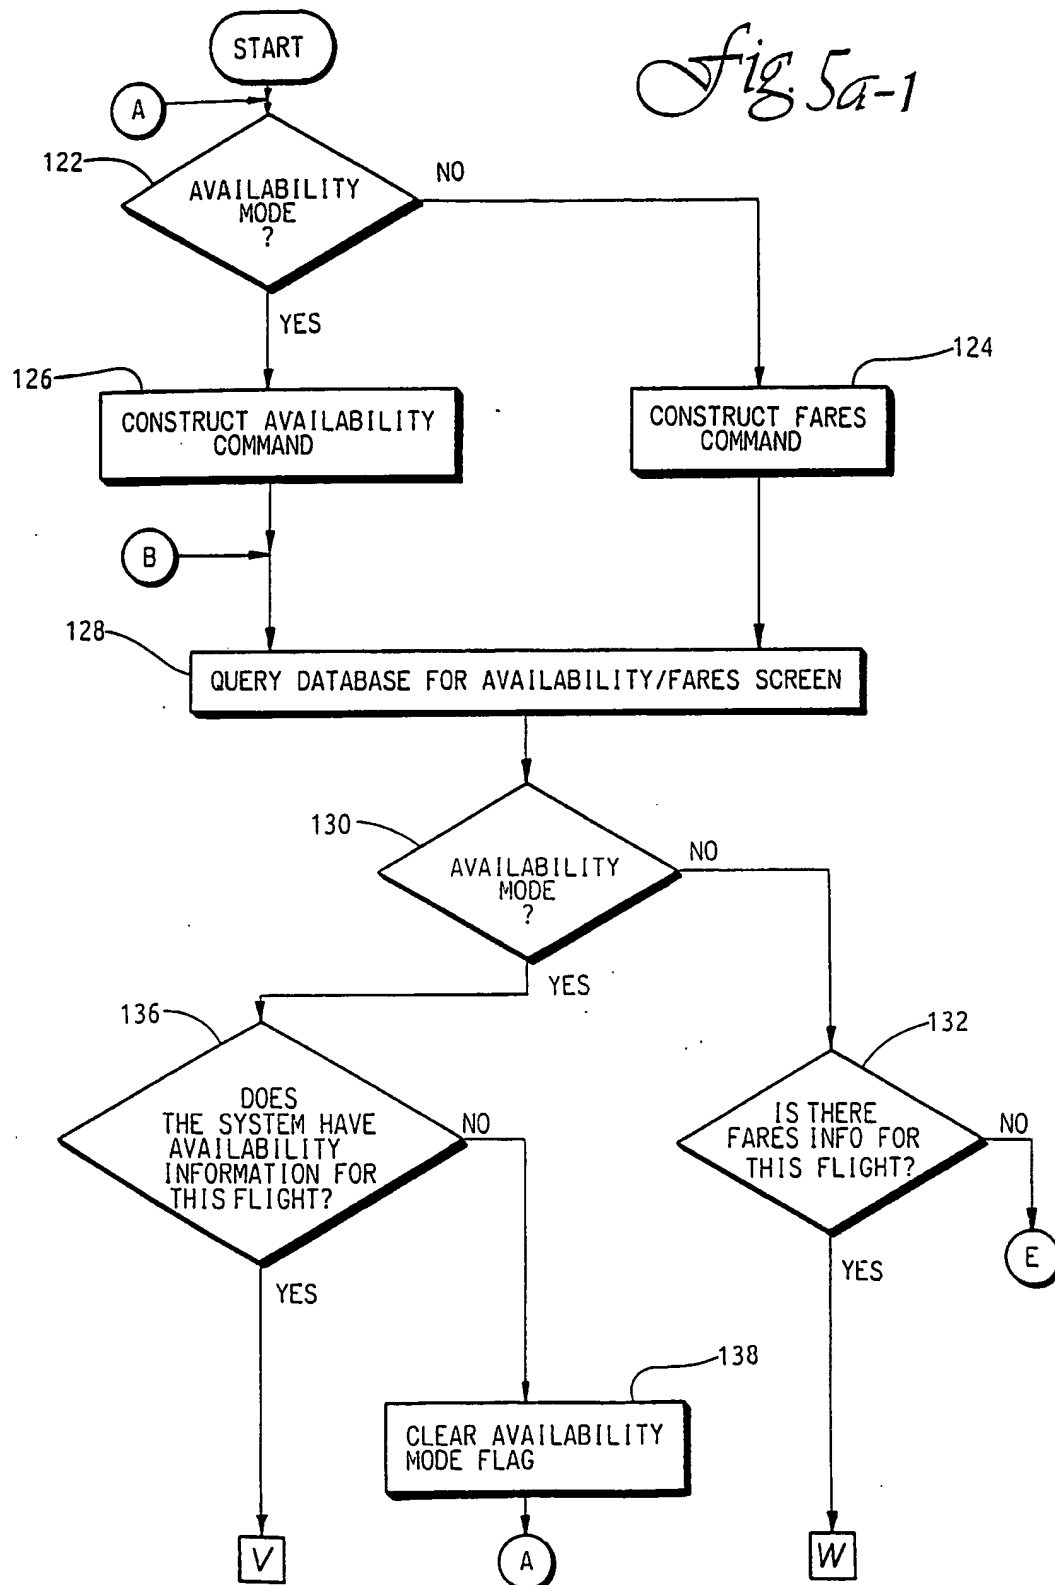 START
Fig. 5a-1
A
122
AVAILABILITY
MODE
?
NO
YES
126
124
CONSTRUCT AVAILABILITY
COMMAND
CONSTRUCT FARES
COMMAND
B
128
QUERY DATABASE FOR AVAILABILITY/FARES SCREEN
130
AVAILABILITY
MODE
?
NO
YES
136
132
DOES
THE SYSTEM HAVE
AVAILABILITY
INFORMATION FOR
THIS FLIGHT?
NO
IS THERE
FARES INFO FOR
THIS FLIGHT?
NO
E
YES
YES
138
CLEAR AVAILABILITY
MODE FLAG
V
A
W